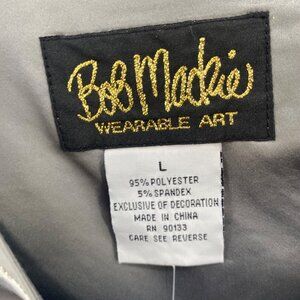 Bob Mackie
WEARABLE ART
L
95% POLYESTER
5% SPANDEX
EXCLUSIVE OF DECORATION
MADE IN CHINA
RN 90133
CARE SEE REVERSE